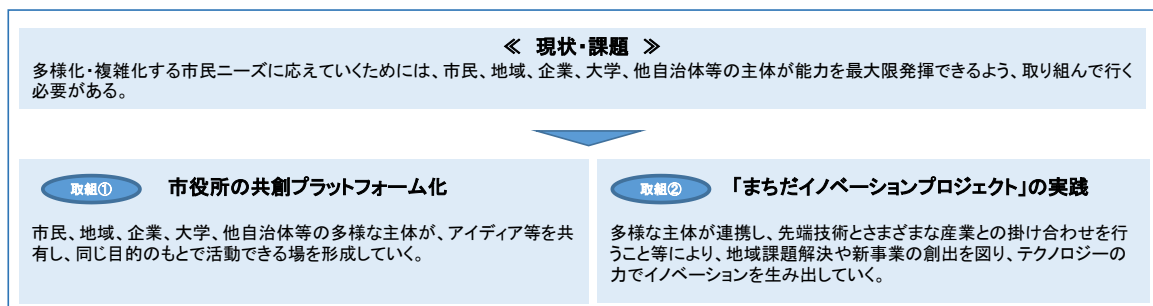 ≪ 現状・課題 ≫
多様化・複雑化する市民ニーズに応えていくためには、市民、地域、企業、大学、他自治体等の主体が能力を最大限発揮できるよう、取り組んで行く
必要がある。
取組① 市役所の共創プラットフォーム化
市民、地域、企業、大学、他自治体等の多様な主体が、アイディア等を共
有し、同じ目的のもとで活動できる場を形成していく。
取組② 「まちだイノベーションプロジェクト」の実践
多様な主体が連携し、先端技術とさまざまな産業との掛け合わせを行
うこと等により、地域課題解決や新事業の創出を図り、テクノロジーの
力でイノベーションを生み出していく。